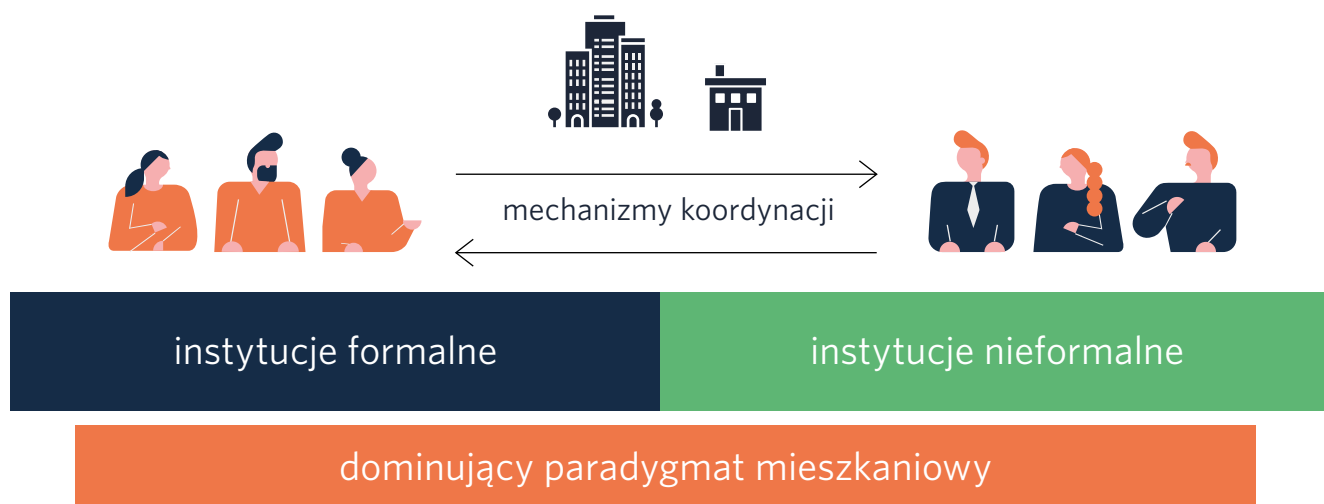 mechanizmy koordynacji
instytucje formalne
instytucje nieformalne
dominujący paradygmat mieszkaniowy